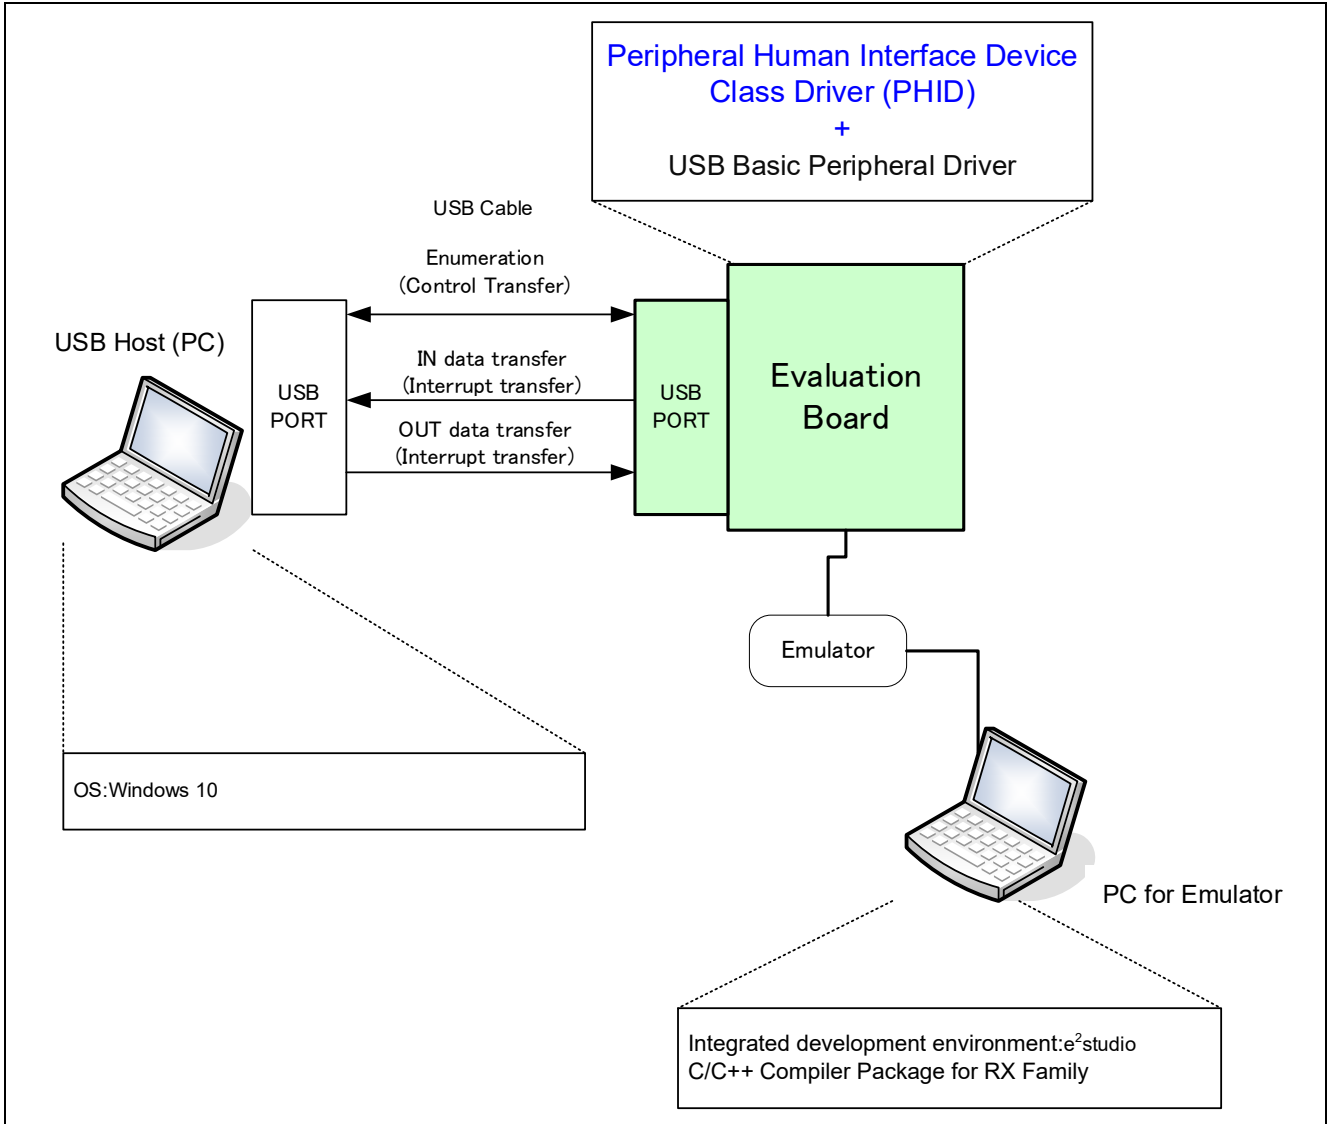 Peripheral Human Interface Device
Class Driver (PHID)
+
USB Basic Peripheral Driver
USB Cable
Enumeration
(Control Transfer)
USB Host (PC)
IN data transfer
(Interrupt transfer)
USB
PORT
USB
PORT
Evaluation
Board
OUT data transfer
(Interrupt transfer)
Emulator
OS:Windows 10
PC for Emulator
Integrated development environment:e²studio
C/C++ Compiler Package for RX Family